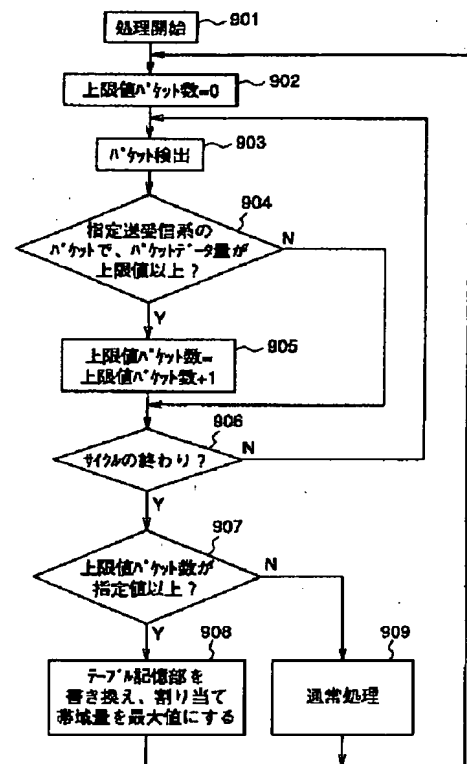 処理開始
901
上限値パケット数=0
902
パケット検出
903
904
指定送受信系の
パケットで、パケットデータ量が
上限値以上？
N
Y
上限値パケット数=
上限値パケット数+1
905
906
サイクルの終わり？
N
Y
907
上限値パケット数が
指定値以上？
N
Y
908
テーブル記憶部を
書き換え、割り当て
帯域量を最大値にする
909
通常処理